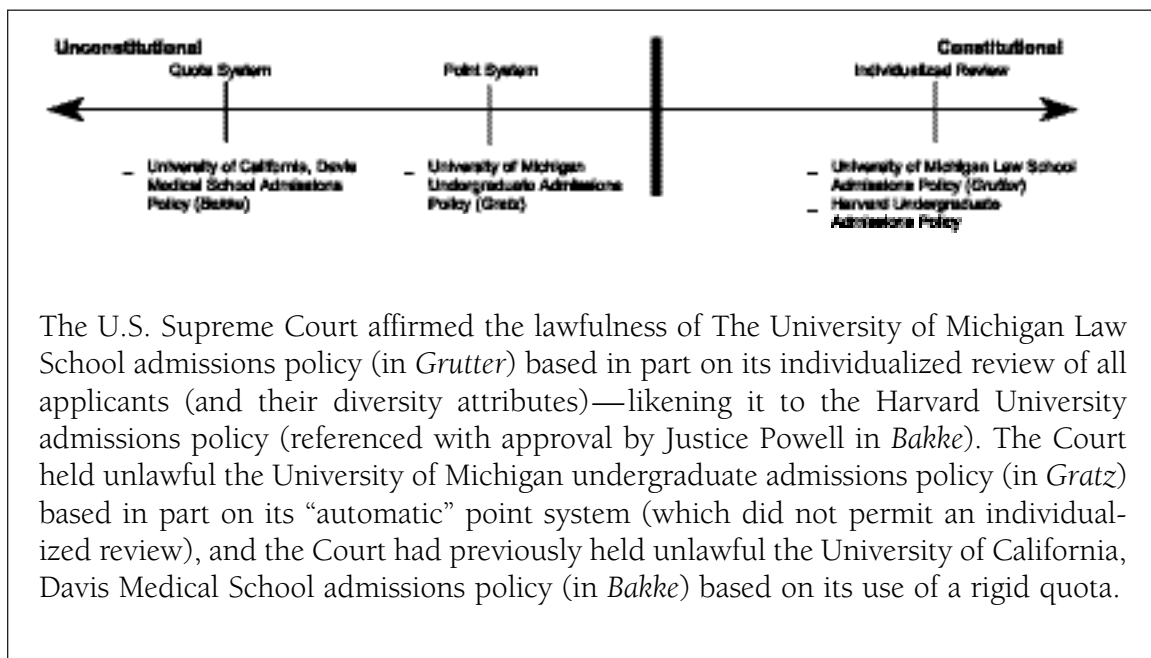 Unconstitutional Constitutional
Quota System Point System Individualized Review
– University of California, Davis
Medical School Admissions
Policy (Bakke)
– University of Michigan
Undergraduate Admissions
Policy (Gratz)
– University of Michigan Law School
Admissions Policy (Grutter)
– Harvard Undergraduate
Admissions Policy
The U.S. Supreme Court affirmed the lawfulness of The University of Michigan Law
School admissions policy (in Grutter) based in part on its individualized review of all
applicants (and their diversity attributes)—likening it to the Harvard University
admissions policy (referenced with approval by Justice Powell in Bakke). The Court
held unlawful the University of Michigan undergraduate admissions policy (in Gratz)
based in part on its “automatic” point system (which did not permit an individual-
ized review), and the Court had previously held unlawful the University of California,
Davis Medical School admissions policy (in Bakke) based on its use of a rigid quota.